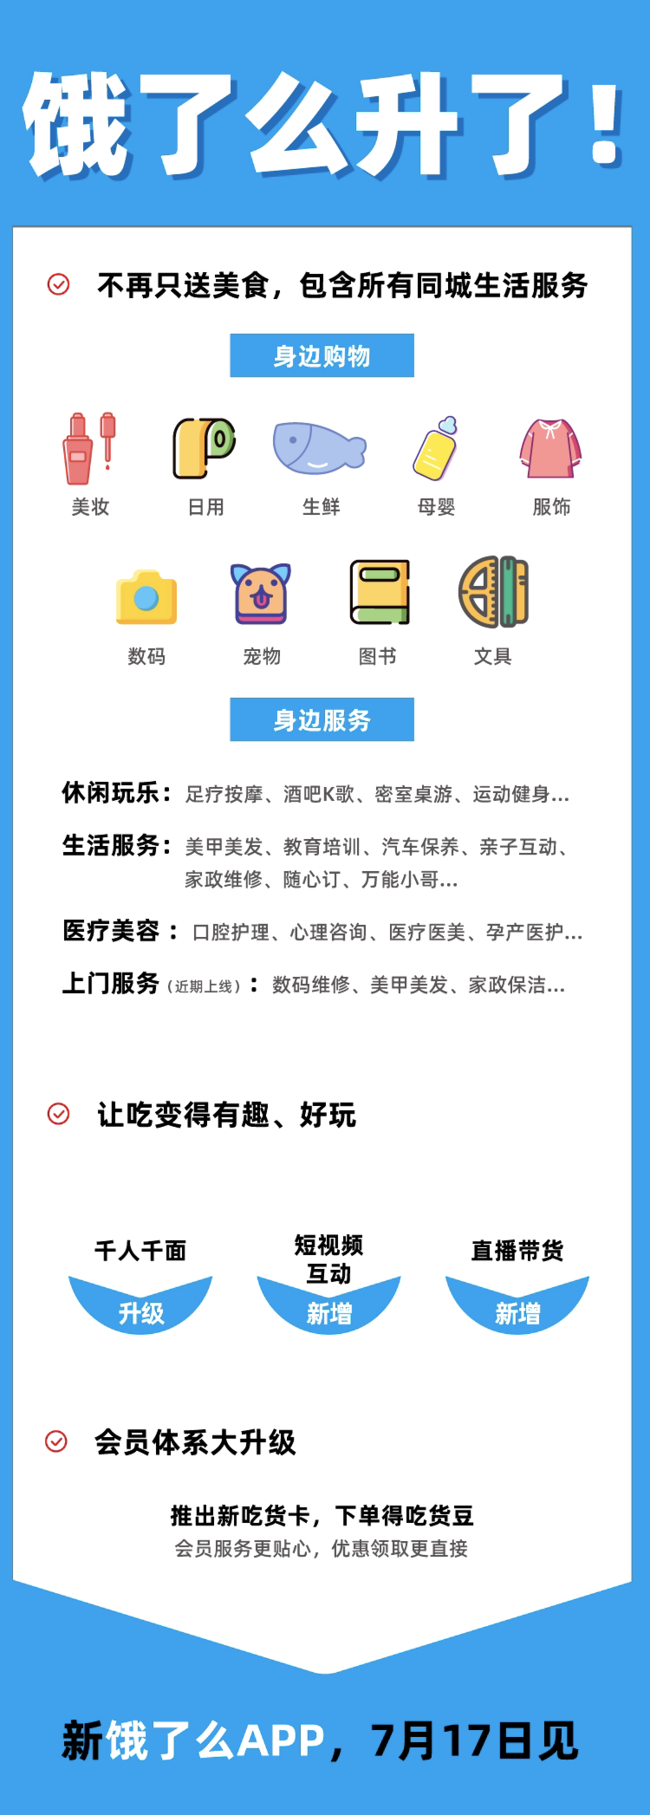 饿了么升了!
不再只送美食，包含所有同城生活服务
身边购物
美妆 日用 生鲜 母婴 服饰
数码 宠物 图书 文具
身边服务
休闲玩乐：足疗按摩、酒吧K歌、密室桌游、运动健身...
生活服务：美甲美发、教育培训、汽车保养、亲子互动、
家政维修、随心订、万能小哥...
医疗美容：口腔护理、心理咨询、医疗医美、孕产医护...
上门服务（近期上线）：数码维修、美甲美发、家政保洁...
让吃变得有趣、好玩
千人千面
升级
短视频
互动
新增
直播带货
新增
会员体系大升级
推出新吃货卡，下单得吃货豆
会员服务更贴心，优惠领取更直接
新饿了么APP，7月17日见